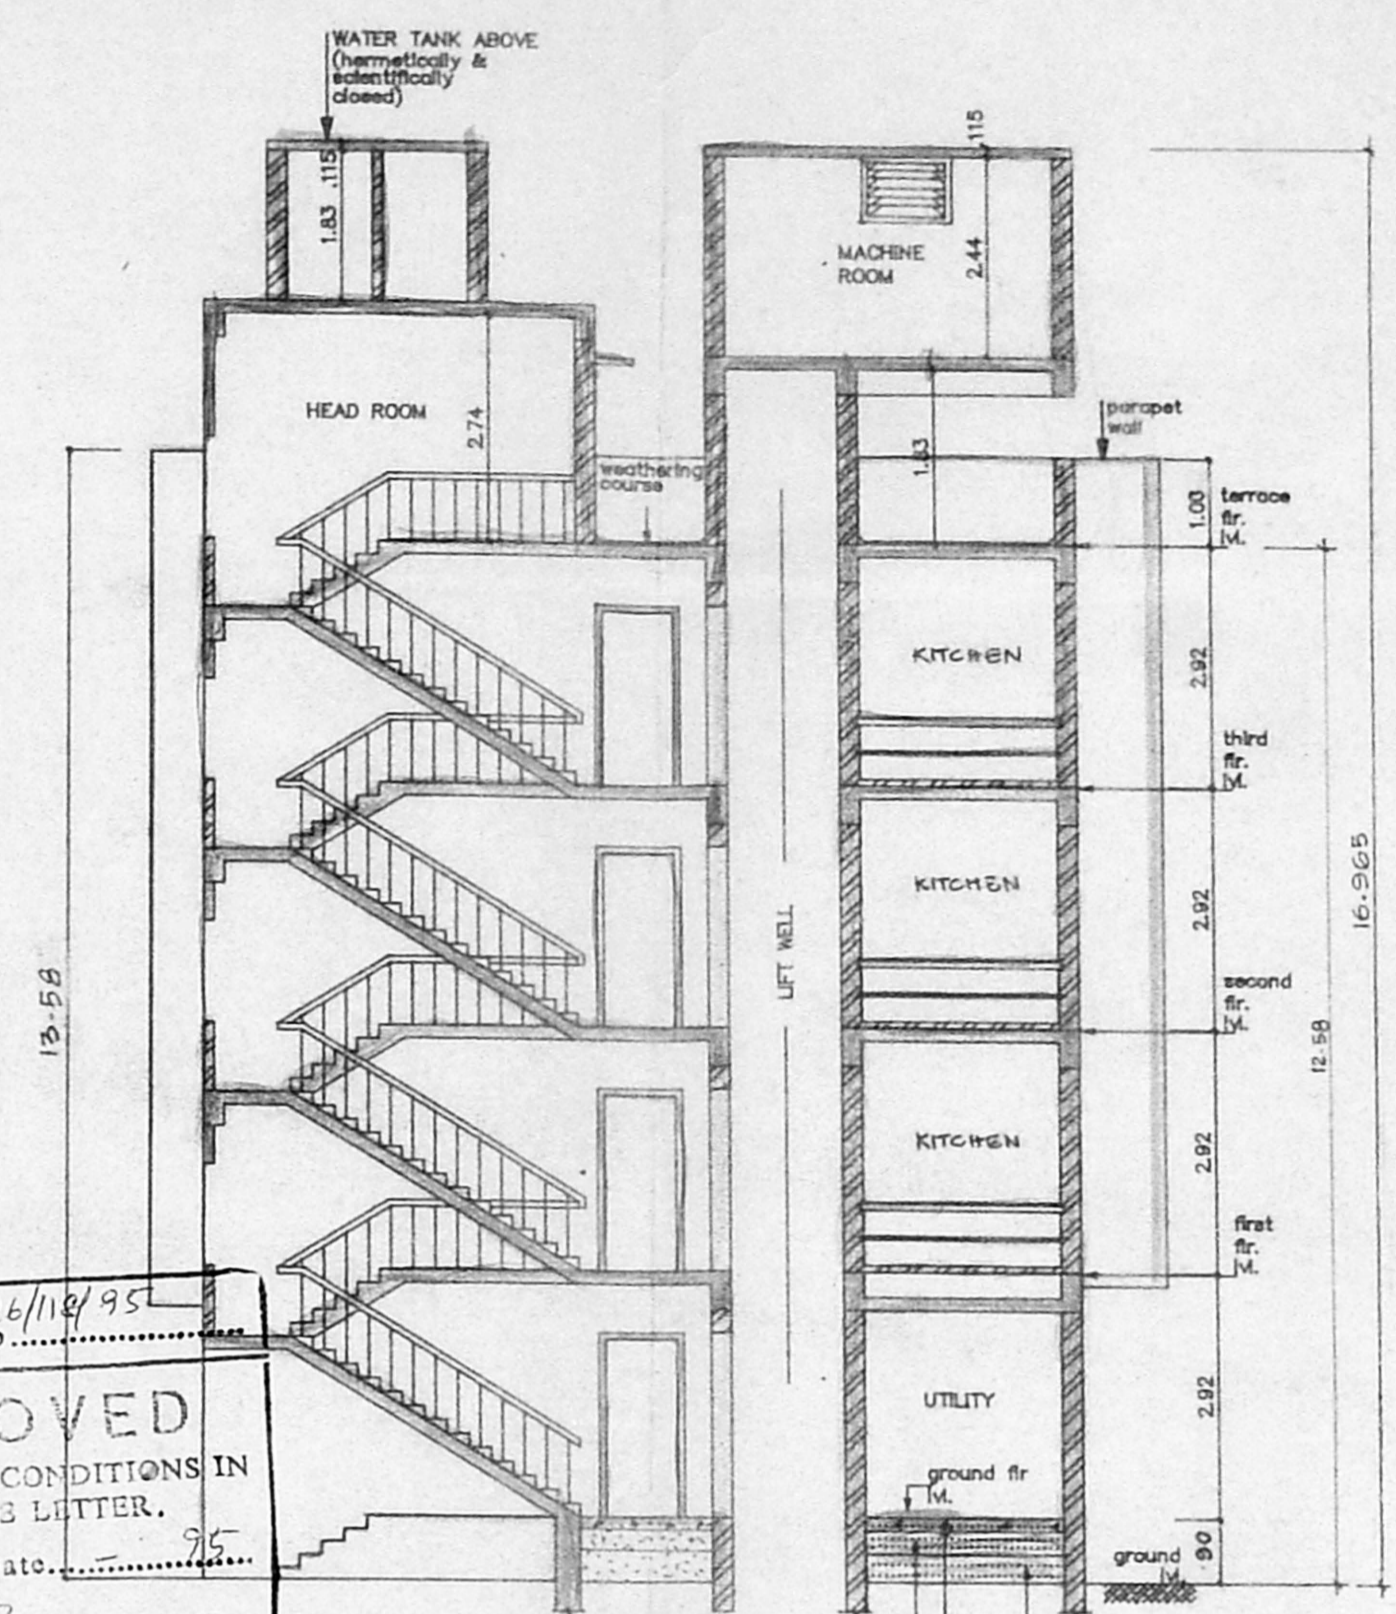 WATER TANK ABOVE
(hermetically &
scientifically
closed)
.115
1.83
.115
2.44
MACHINE
ROOM
HEAD ROOM
2.74
1.83
parapet
wall
weathering
course
1.00
terrace
flr.
lvl.
KITCHEN
2.92
third
flr.
lvl.
KITCHEN
2.92
LIFT WELL
16.965
13-58
second
flr.
lvl.
12-58
KITCHEN
2.92
first
flr.
lvl.
6/118/95
OVED
UTILITY
2.92
CONDITIONS IN
E LETTER.
ground flr
lvl.
ate..... - .....95
.90
ground
lvl.